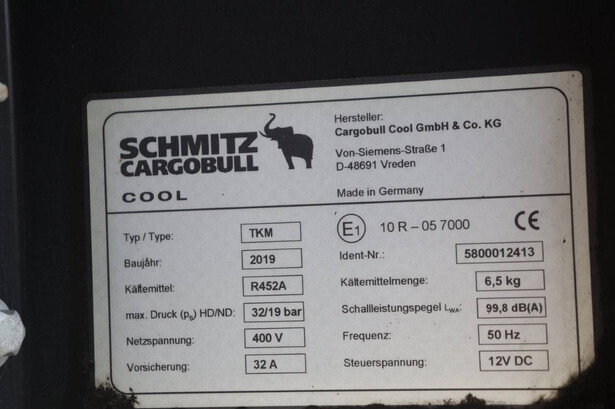 SCHMITZ
CARGOBULL
COOL
Hersteller:
Cargobull Cool GmbH & Co. KG
Von-Siemens-Straße 1
D-48691 Vreden
Made in Germany
Typ / Type: TKM
Baujahr: 2019
Kältemittel: R452A
max. Druck (ps) HD/ND: 32/19 bar
Netzspannung: 400 V
Vorsicherung: 32 A
E1 10 R – 05 7000 CE
Ident-Nr.: 5800012413
Kältemittelmenge: 6,5 kg
Schallleistungspegel LWA: 99,8 dB(A)
Frequenz: 50 Hz
Steuerspannung: 12V DC